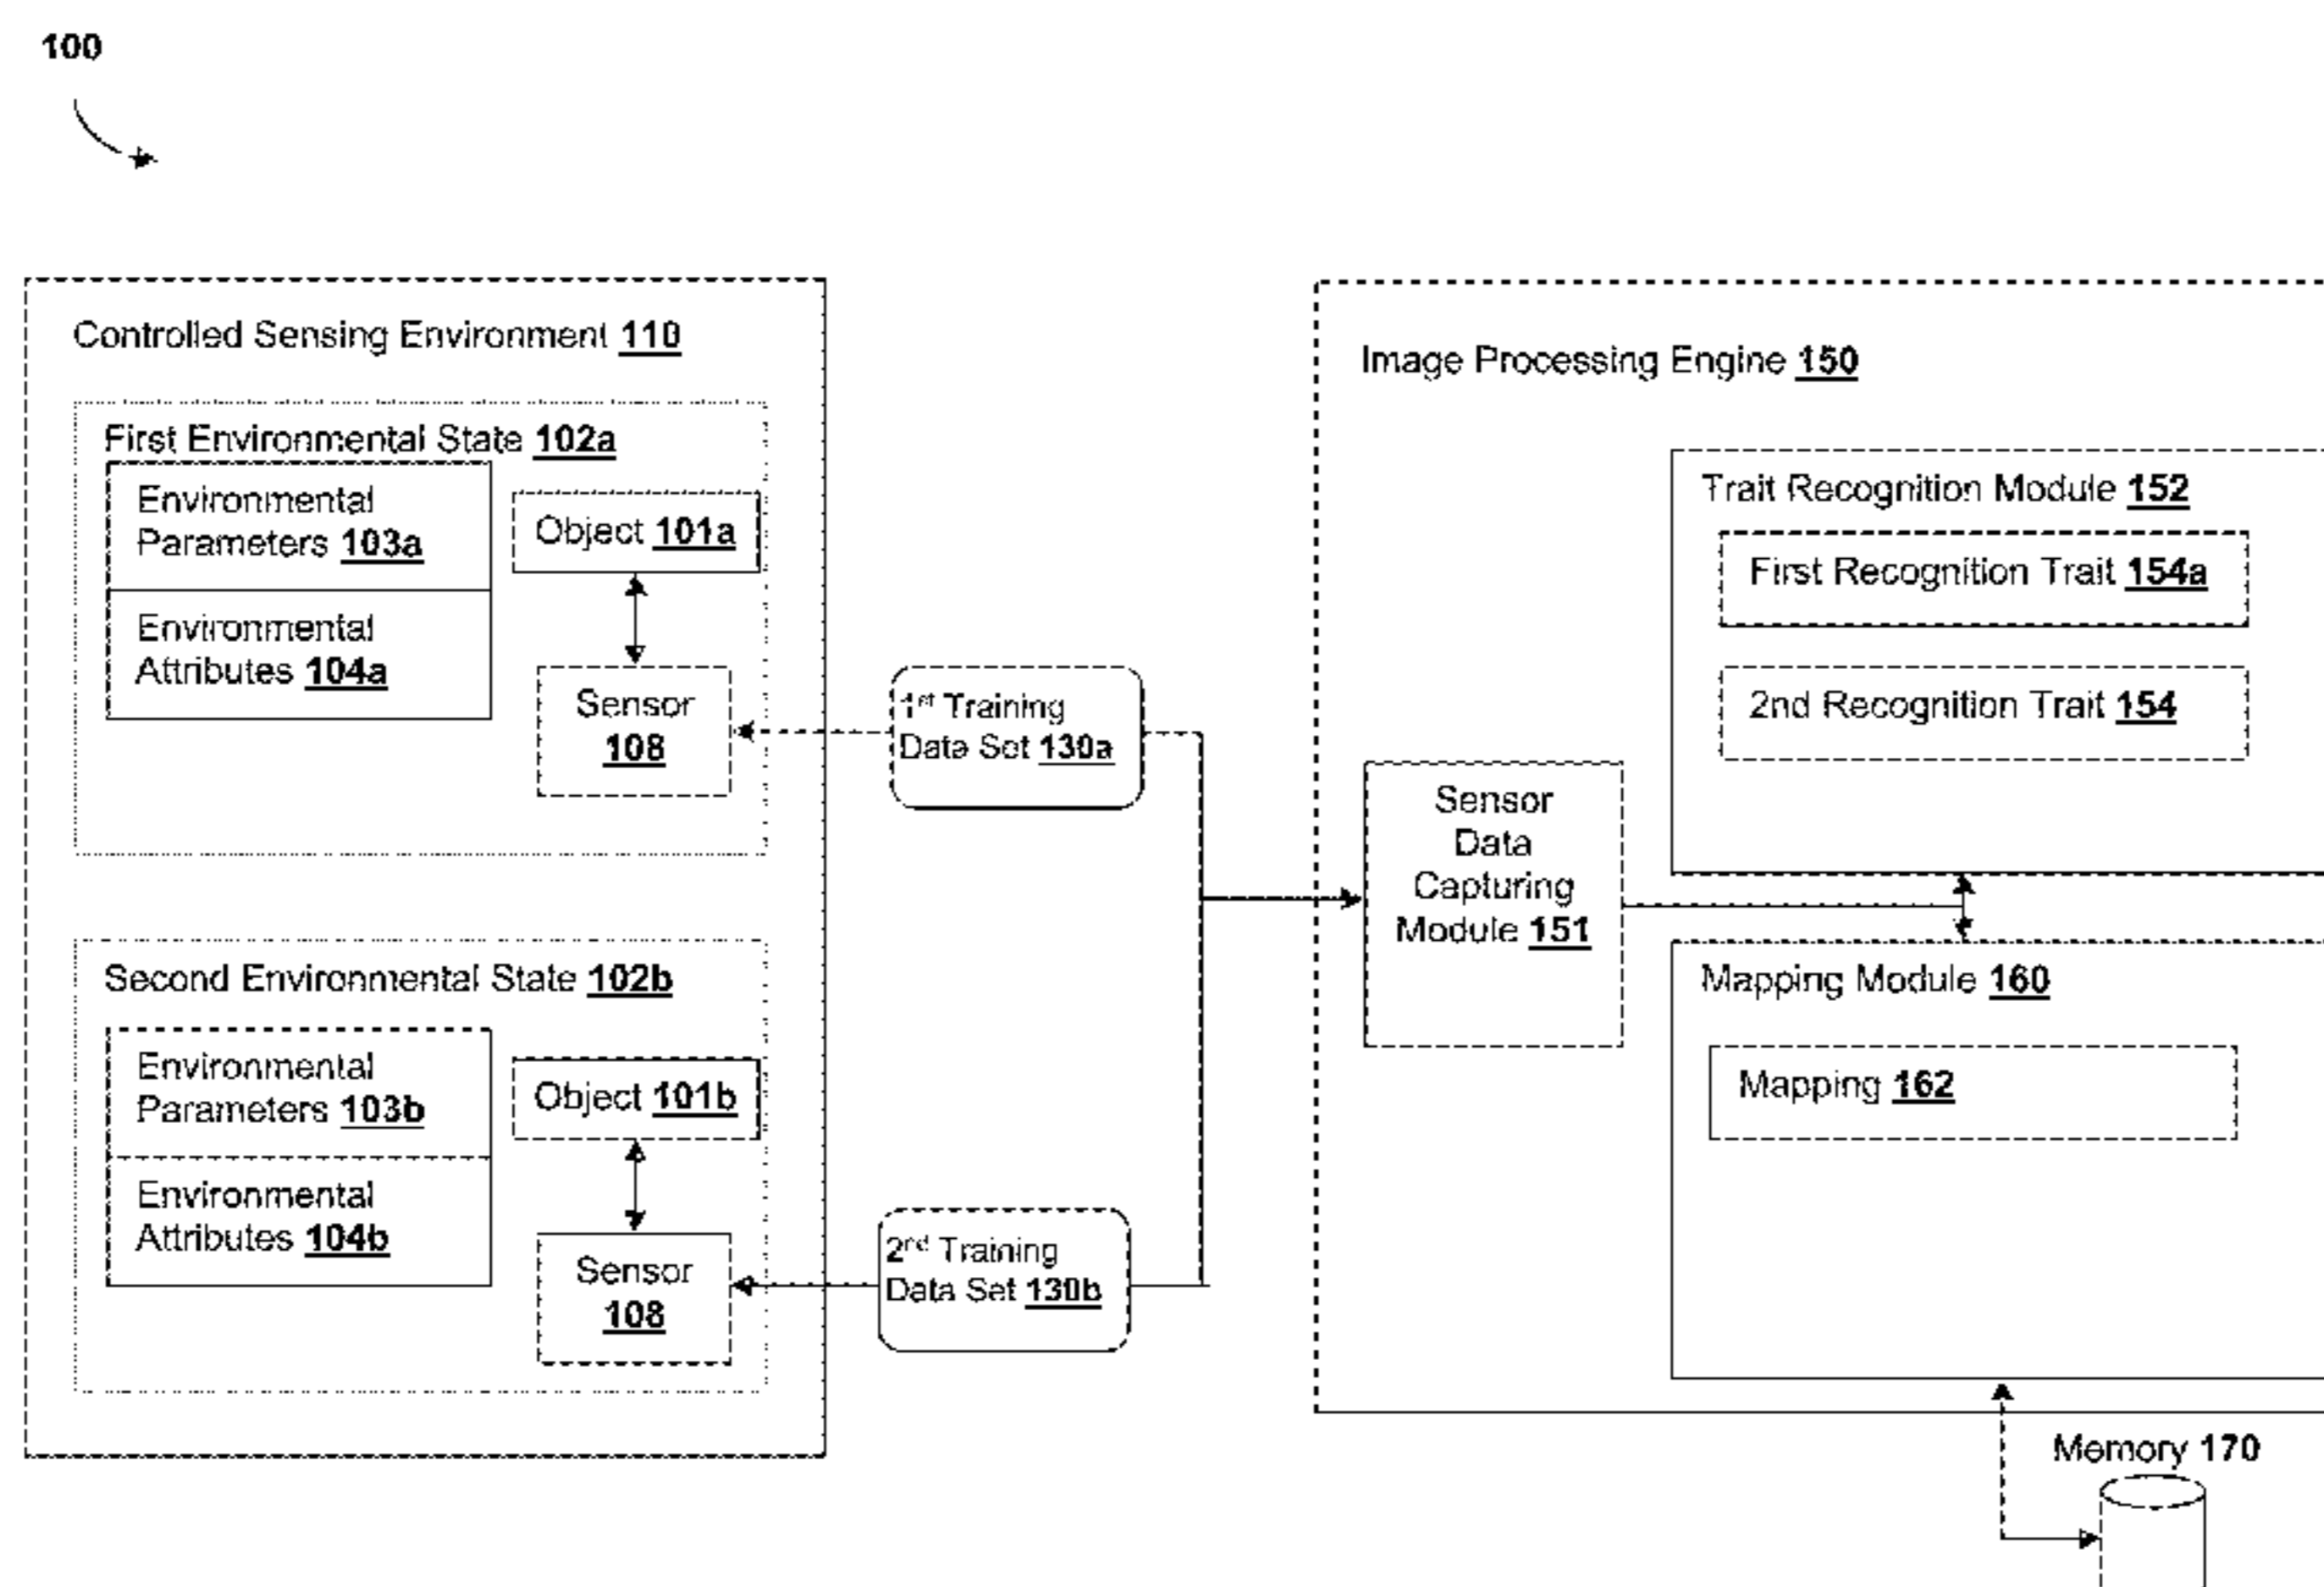 100
Controlled Sensing Environment 110
First Environmental State 102a
Environmental
Parameters 103a
Environmental
Attributes 104a
Object 101a
Sensor
108
Second Environmental State 102b
Environmental
Parameters 103b
Environmental
Attributes 104b
Object 101b
Sensor
108
1st Training
Data Set 130a
2nd Training
Data Set 130b
Image Processing Engine 150
Sensor
Data
Capturing
Module 151
Trait Recognition Module 152
First Recognition Trait 154a
2nd Recognition Trait 154
Mapping Module 160
Mapping 162
Memory 170